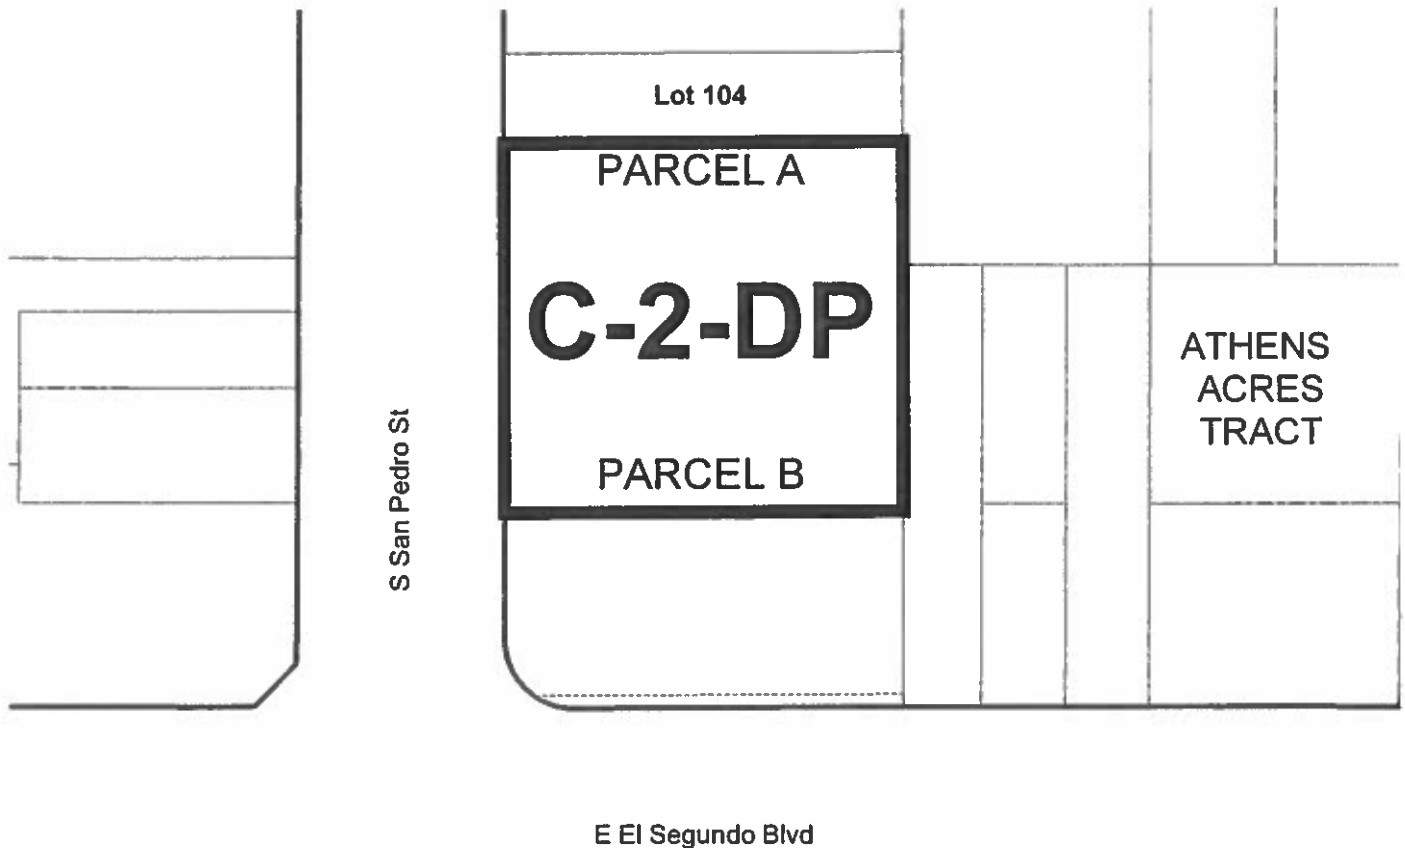 Lot 104
PARCEL A
C-2-DP
ATHENS
ACRES
TRACT
PARCEL B
S San Pedro St
E El Segundo Blvd